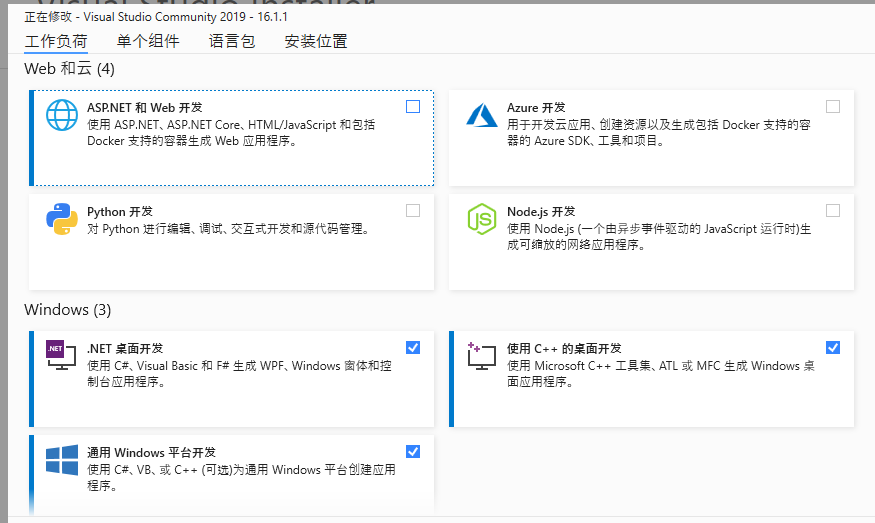 Visual Studio Installer
正在修改 - Visual Studio Community 2019 - 16.1.1
工作负荷 单个组件 语言包 安装位置
Web 和云 (4)
ASP.NET 和 Web 开发
使用 ASP.NET、ASP.NET Core、HTML/JavaScript 和包括
Docker 支持的容器生成 Web 应用程序。
Azure 开发
用于开发云应用、创建资源以及生成包括 Docker 支持的容
器的 Azure SDK、工具和项目。
Python 开发
对 Python 进行编辑、调试、交互式开发和源代码管理。
Node.js 开发
使用 Node.js (一个由异步事件驱动的 JavaScript 运行时)生
成可缩放的网络应用程序。
Windows (3)
.NET
.NET 桌面开发
使用 C#、Visual Basic 和 F# 生成 WPF、Windows 窗体和控
制台应用程序。
使用 C++ 的桌面开发
使用 Microsoft C++ 工具集、ATL 或 MFC 生成 Windows 桌
面应用程序。
通用 Windows 平台开发
使用 C#、VB、或 C++ (可选)为通用 Windows 平台创建应用
程序。